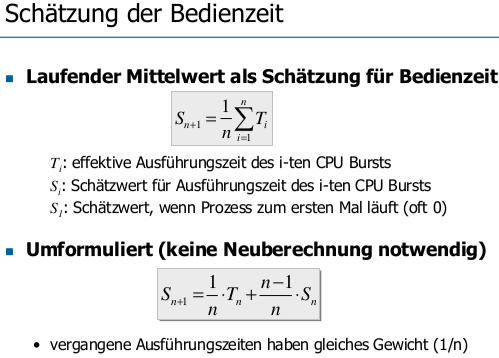 Schätzung der Bedienzeit
▪ Laufender Mittelwert als Schätzung für Bedienzeit
S_{n+1} = \frac{1}{n} \sum_{i=1}^{n} T_i
T_i: effektive Ausführungszeit des i-ten CPU Bursts
S_i: Schätzwert für Ausführungszeit des i-ten CPU Bursts
S_1: Schätzwert, wenn Prozess zum ersten Mal läuft (oft 0)
▪ Umformuliert (keine Neuberechnung notwendig)
S_{n+1} = \frac{1}{n} \cdot T_n + \frac{n-1}{n} \cdot S_n
• vergangene Ausführungszeiten haben gleiches Gewicht (1/n)